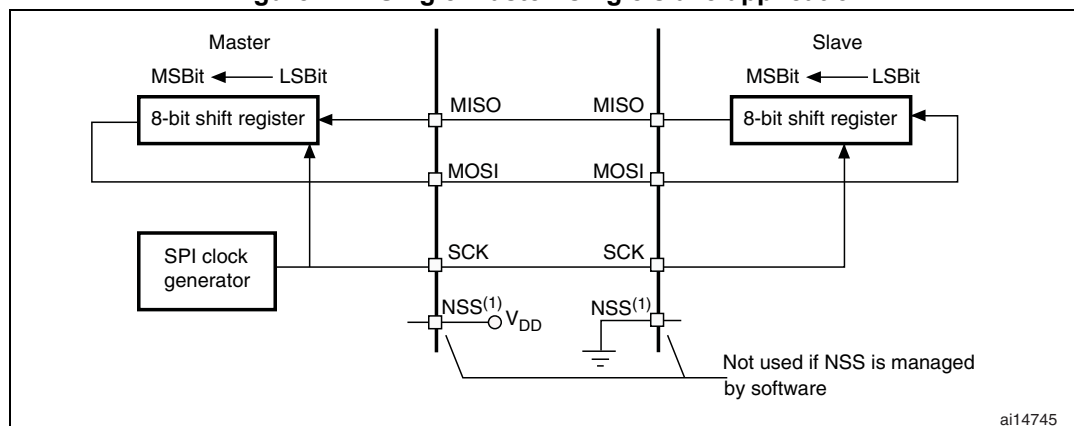 Master
MSBit LSBit
8-bit shift register
SPI clock
generator
MISO
MOSI
SCK
NSS(1)
VDD
MISO
MOSI
SCK
NSS(1)
Slave
MSBit LSBit
8-bit shift register
Not used if NSS is managed
by software
ai14745